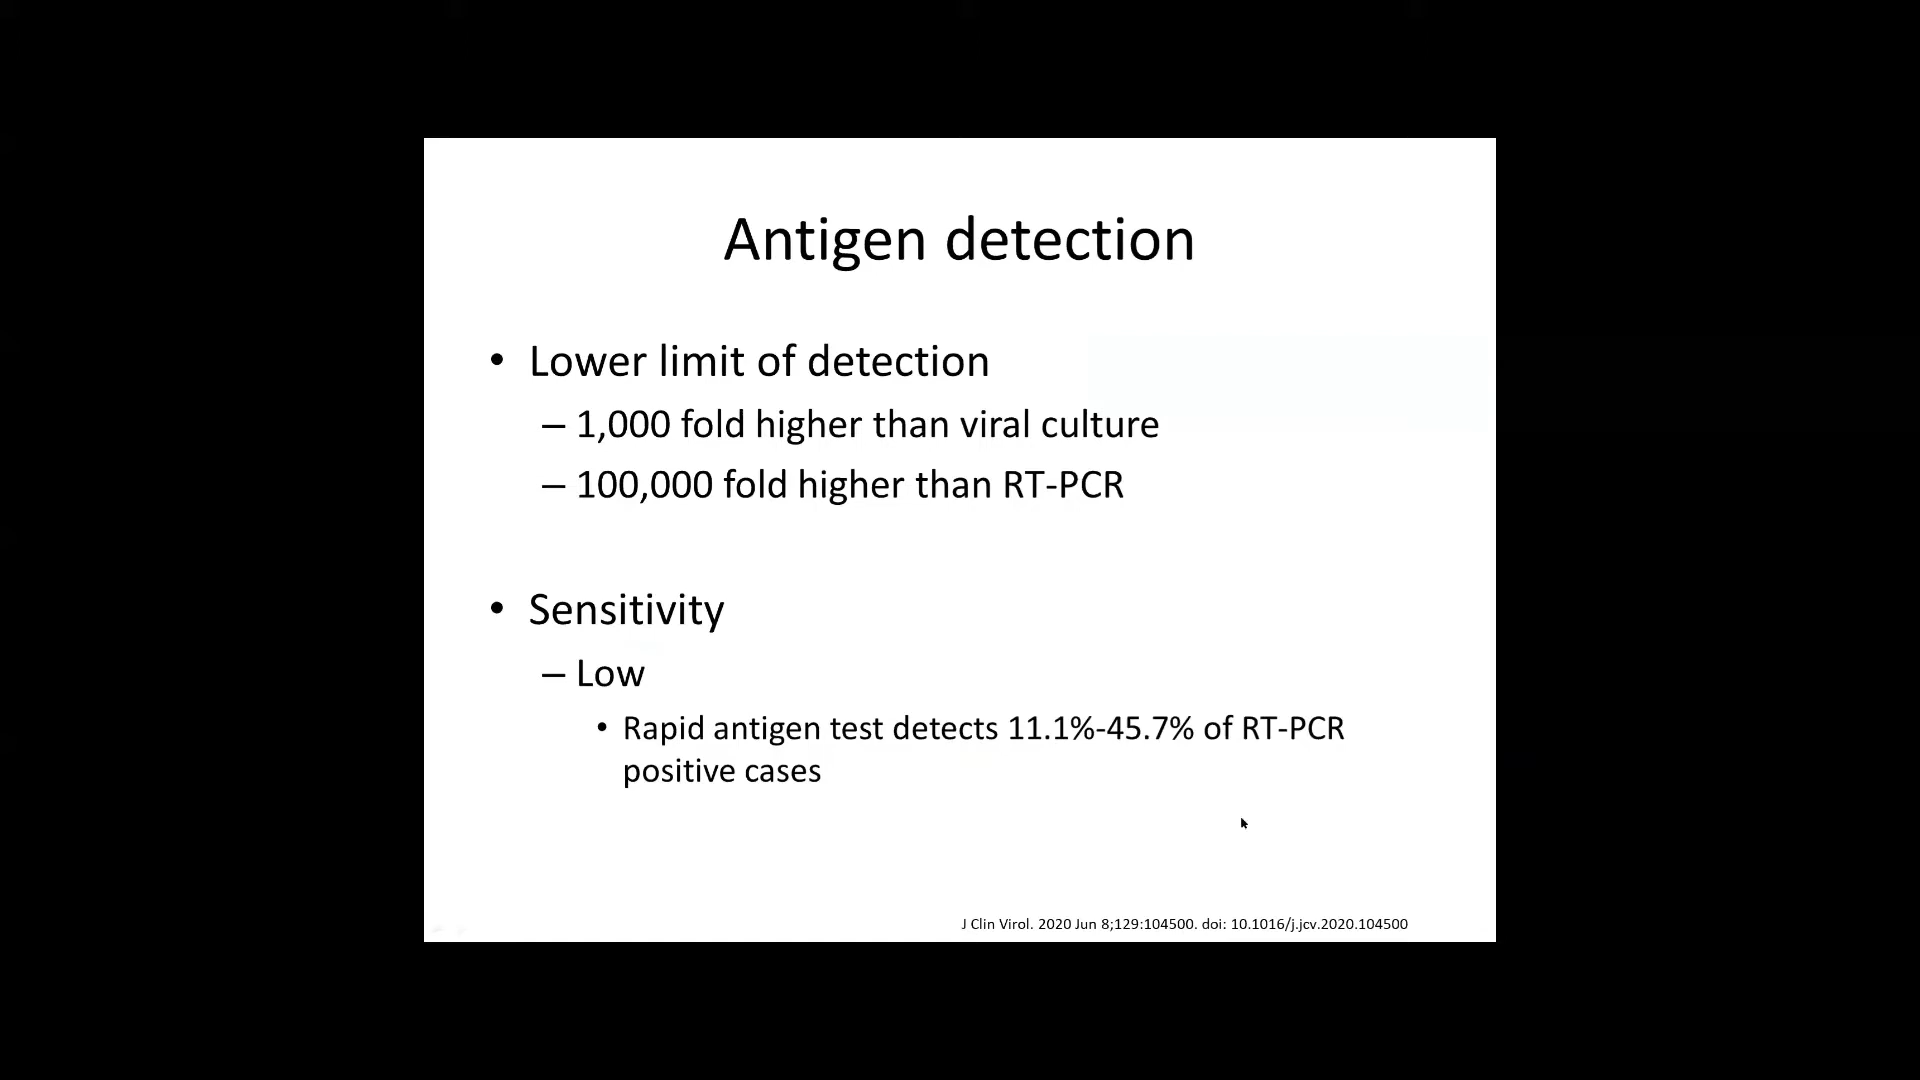 Antigen detection
• Lower limit of detection
– 1,000 fold higher than viral culture
– 100,000 fold higher than RT-PCR
• Sensitivity
– Low
• Rapid antigen test detects 11.1%-45.7% of RT-PCR
positive cases
J Clin Virol. 2020 Jun 8;129:104500. doi: 10.1016/j.jcv.2020.104500